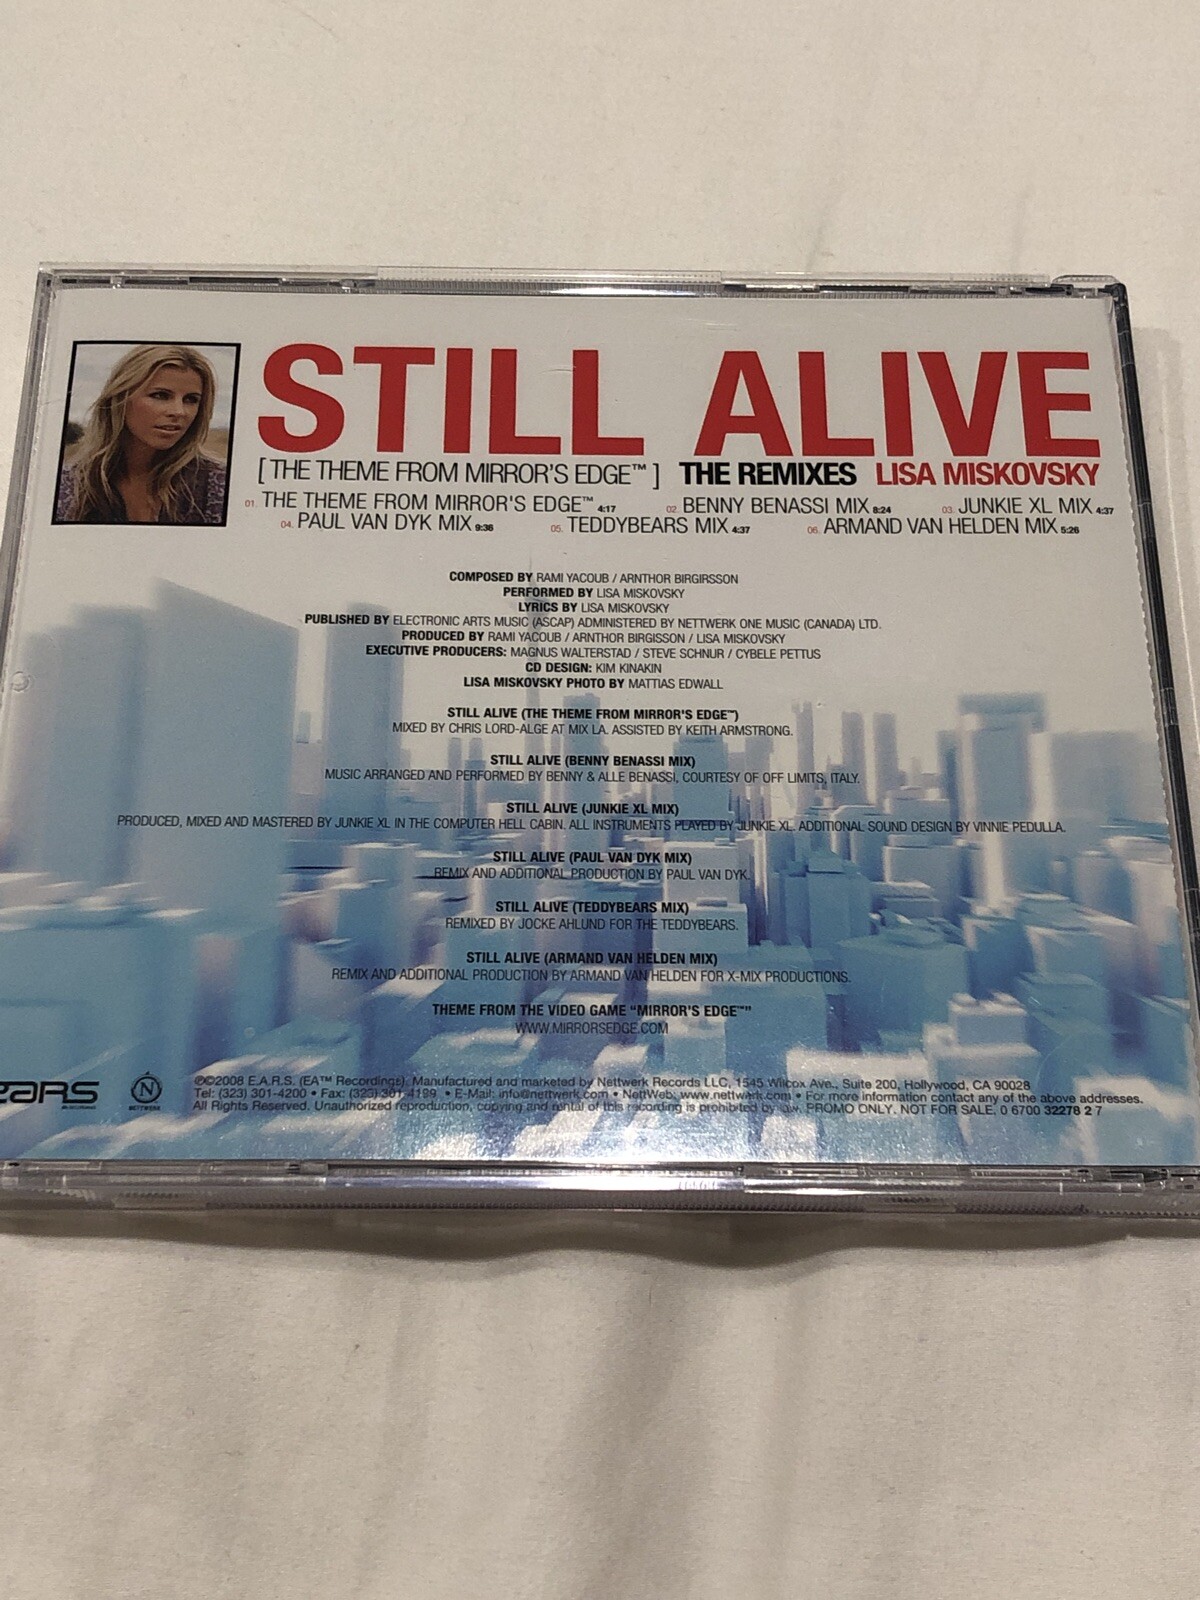 STILL ALIVE
[ THE THEME FROM MIRROR'S EDGE™ ] THE REMIXES LISA MISKOVSKY
01. THE THEME FROM MIRROR'S EDGE™ 4:17 02. BENNY BENASSI MIX 8:24 03. JUNKIE XL MIX 4:37
04. PAUL VAN DYK MIX 9:36 05. TEDDYBEARS MIX 4:37 06. ARMAND VAN HELDEN MIX 5:26
COMPOSED BY RAMI YACOUB / ARNTHOR BIRGIRSSON
PERFORMED BY LISA MISKOVSKY
LYRICS BY LISA MISKOVSKY
PUBLISHED BY ELECTRONIC ARTS MUSIC (ASCAP) ADMINISTERED BY NETTWERK ONE MUSIC (CANADA) LTD.
PRODUCED BY RAMI YACOUB / ARNTHOR BIRGISSON / LISA MISKOVSKY
EXECUTIVE PRODUCERS: MAGNUS WALTERSTAD / STEVE SCHNUR / CYBELE PETTUS
CD DESIGN: KIM KINAKIN
LISA MISKOVSKY PHOTO BY MATTIAS EDWALL
STILL ALIVE (THE THEME FROM MIRROR'S EDGE™)
MIXED BY CHRIS LORD-ALGE AT MIX LA. ASSISTED BY KEITH ARMSTRONG.
STILL ALIVE (BENNY BENASSI MIX)
MUSIC ARRANGED AND PERFORMED BY BENNY & ALLE BENASSI, COURTESY OF OFF LIMITS, ITALY.
STILL ALIVE (JUNKIE XL MIX)
PRODUCED, MIXED AND MASTERED BY JUNKIE XL IN THE COMPUTER HELL CABIN. ALL INSTRUMENTS PLAYED BY JUNKIE XL. ADDITIONAL SOUND DESIGN BY VINNIE PEDULLA.
STILL ALIVE (PAUL VAN DYK MIX)
REMIX AND ADDITIONAL PRODUCTION BY PAUL VAN DYK.
STILL ALIVE (TEDDYBEARS MIX)
REMIXED BY JOCKE AHLUND FOR THE TEDDYBEARS.
STILL ALIVE (ARMAND VAN HELDEN MIX)
REMIX AND ADDITIONAL PRODUCTION BY ARMAND VAN HELDEN FOR X-MIX PRODUCTIONS.
THEME FROM THE VIDEO GAME "MIRROR'S EDGE™"
WWW.MIRRORSEDGE.COM
eaRS
N
NETTWERK
℗©2008 E.A.R.S. (EA™ Recordings). Manufactured and marketed by Nettwerk Records LLC, 1545 Wilcox Ave., Suite 200, Hollywood, CA 90028
Tel: (323) 301-4200 • Fax: (323) 301-4199 • E-Mail: info@nettwerk.com • NettWeb: www.nettwerk.com • For more information contact any of the above addresses.
All Rights Reserved. Unauthorized reproduction, copying and rental of this recording is prohibited by law. PROMO ONLY. NOT FOR SALE. 0 6700 32278 2 7